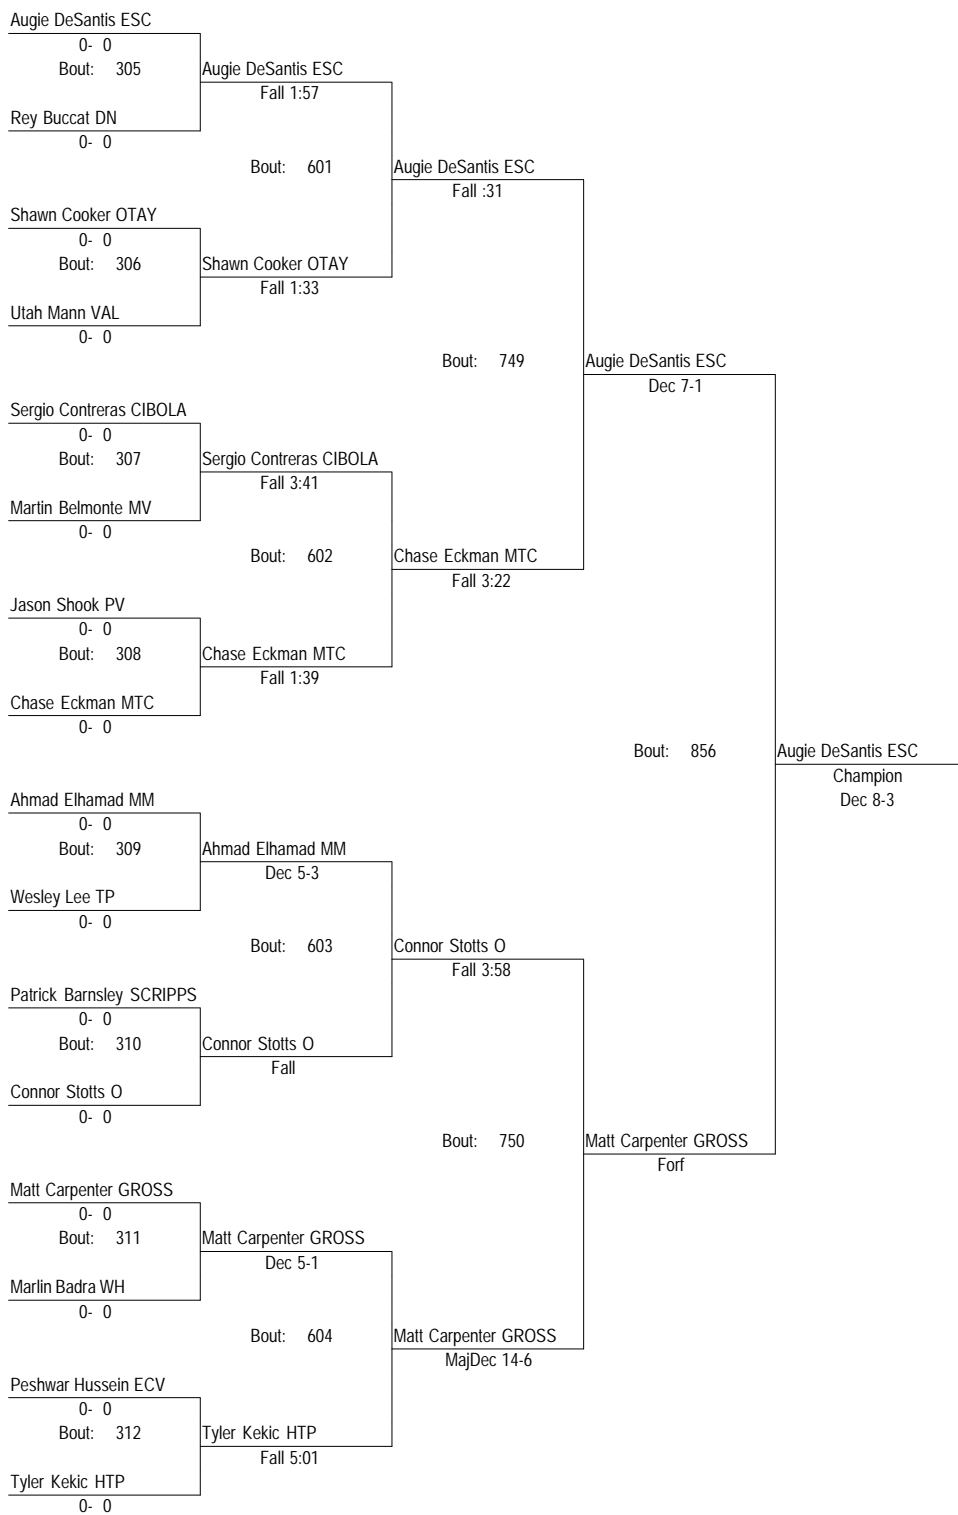 Augie DeSantis ESC
0- 0
Bout: 305
Augie DeSantis ESC
Fall 1:57
Rey Buccat DN
0- 0
Bout: 601
Augie DeSantis ESC
Fall :31
Shawn Cooker OTAY
0- 0
Bout: 306
Shawn Cooker OTAY
Fall 1:33
Utah Mann VAL
0- 0
Bout: 749
Augie DeSantis ESC
Dec 7-1
Sergio Contreras CIBOLA
0- 0
Bout: 307
Sergio Contreras CIBOLA
Fall 3:41
Martin Belmonte MV
0- 0
Bout: 602
Chase Eckman MTC
Fall 3:22
Jason Shook PV
0- 0
Bout: 308
Chase Eckman MTC
Fall 1:39
Chase Eckman MTC
0- 0
Bout: 856
Augie DeSantis ESC
Champion
Dec 8-3
Ahmad Elhamad MM
0- 0
Bout: 309
Ahmad Elhamad MM
Dec 5-3
Wesley Lee TP
0- 0
Bout: 603
Connor Stotts O
Fall 3:58
Patrick Barnsley SCRIPPS
0- 0
Bout: 310
Connor Stotts O
Fall
Connor Stotts O
0- 0
Bout: 750
Matt Carpenter GROSS
Forf
Matt Carpenter GROSS
0- 0
Bout: 311
Matt Carpenter GROSS
Dec 5-1
Marlin Badra WH
0- 0
Bout: 604
Matt Carpenter GROSS
MajDec 14-6
Peshwar Hussein ECV
0- 0
Bout: 312
Tyler Kekic HTP
Fall 5:01
Tyler Kekic HTP
0- 0